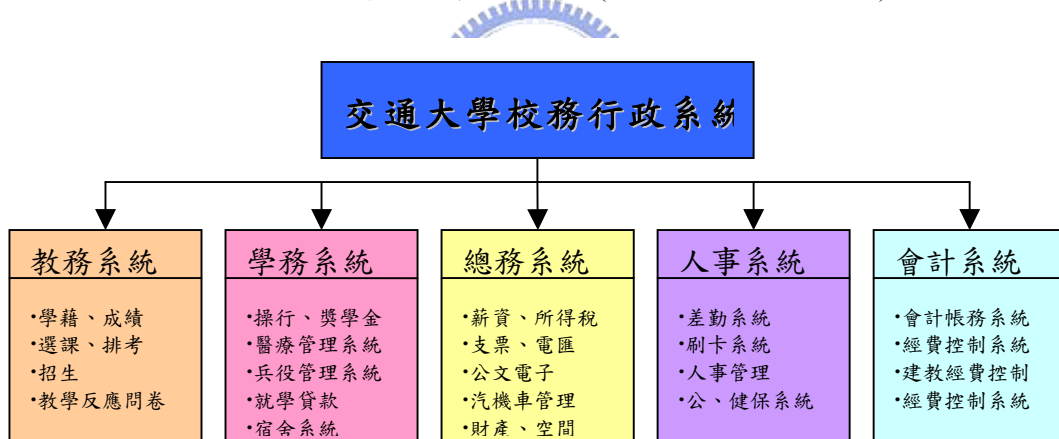 交通大學校務行政系統
教務系統
•學藉、成績
•選課、排考
•招生
•教學反應問卷
學務系統
•操行、獎學金
•醫療管理系統
•兵役管理系統
•就學貸款
•宿舍系統
總務系統
•薪資、所得稅
•支票、電匯
•公文電子
•汽機車管理
•財產、空間
人事系統
•差勤系統
•刷卡系統
•人事管理
•公、健保系統
會計系統
•會計帳務系統
•經費控制系統
•建教經費控制
•經費控制系統